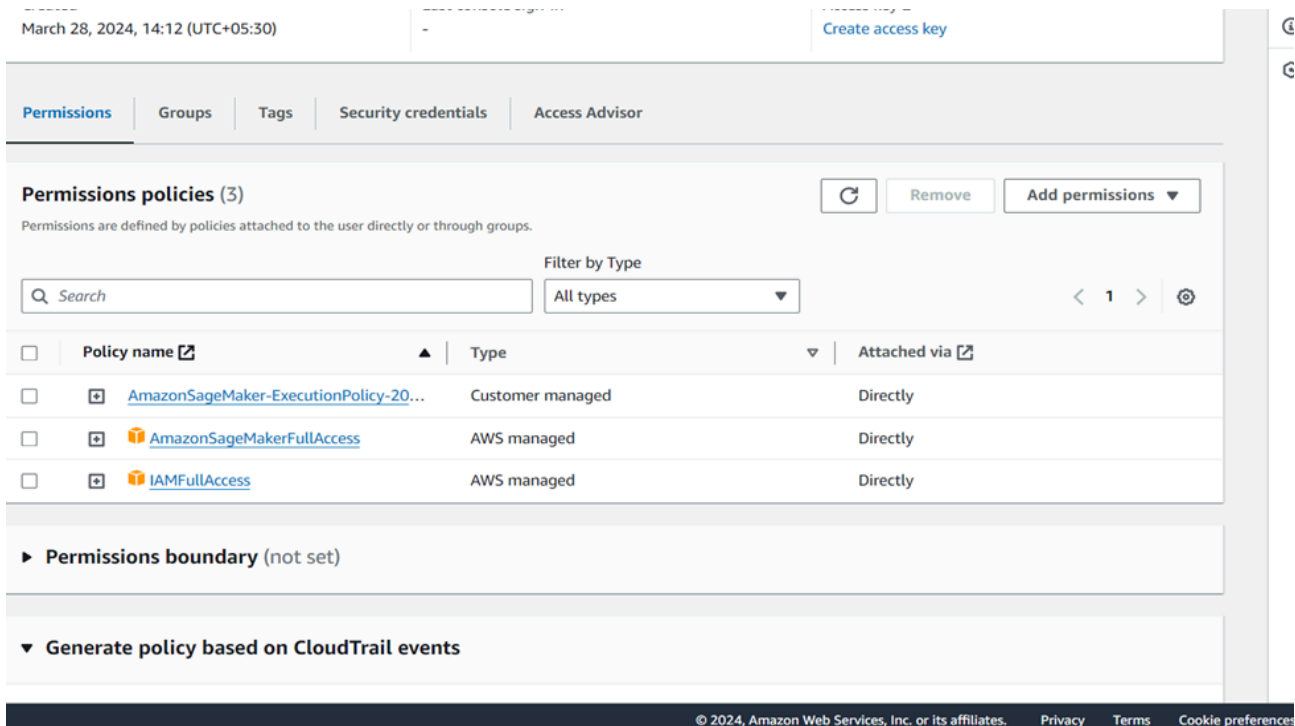 March 28, 2024, 14:12 (UTC+05:30)
-
Create access key
Permissions
Groups
Tags
Security credentials
Access Advisor
Permissions policies (3)
Remove
Add permissions
Permissions are defined by policies attached to the user directly or through groups.
Filter by Type
Search
All types
1
Policy name
Type
Attached via
AmazonSageMaker-ExecutionPolicy-20...
Customer managed
Directly
AmazonSageMakerFullAccess
AWS managed
Directly
IAMFullAccess
AWS managed
Directly
Permissions boundary (not set)
Generate policy based on CloudTrail events
© 2024, Amazon Web Services, Inc. or its affiliates.
Privacy
Terms
Cookie preferences